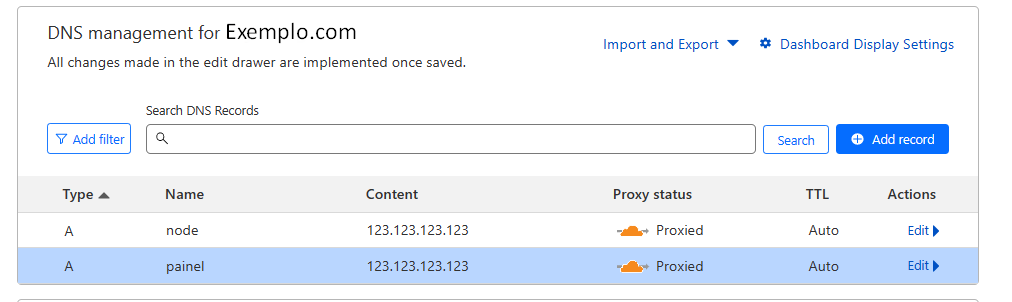 DNS management for Exemplo.com
Import and Export
Dashboard Display Settings
All changes made in the edit drawer are implemented once saved.
Search DNS Records
Add filter
Search
Add record
Type Name Content Proxy status TTL Actions
A node 123.123.123.123 Proxied Auto Edit
A painel 123.123.123.123 Proxied Auto Edit